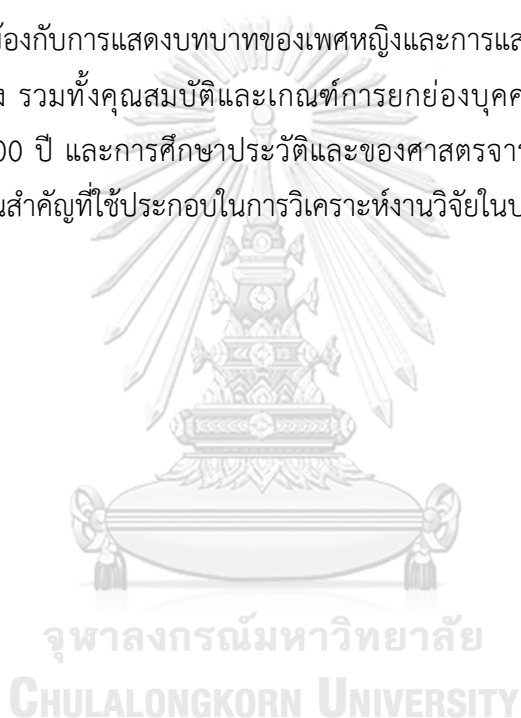 ข้องกับการแสดงบทบาทของเพศหญิงและการแส
รวมทั้งคุณสมบัติและเกณฑ์การยกย่องบุคค
00 ปี และการศึกษาประวัติและของศาสตรจาร
นสำคัญที่ใช้ประกอบในการวิเคราะห์งานวิจัยในบ
จุฬาลงกรณ์มหาวิทยาลัย
CHULALONGKORN UNIVERSITY